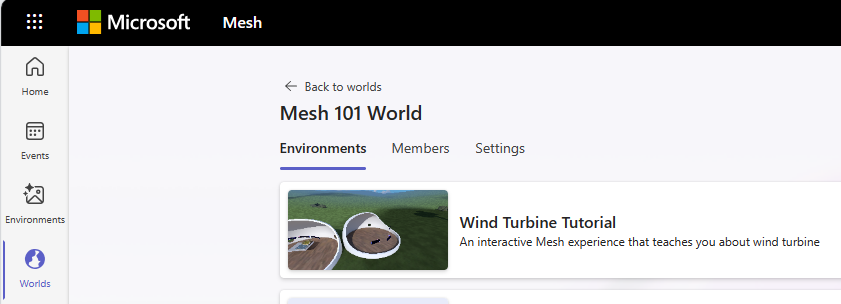 Microsoft Mesh
Home
Events
Environments
Worlds
Back to worlds
Mesh 101 World
Environments Members Settings
Wind Turbine Tutorial
An interactive Mesh experience that teaches you about wind turbine